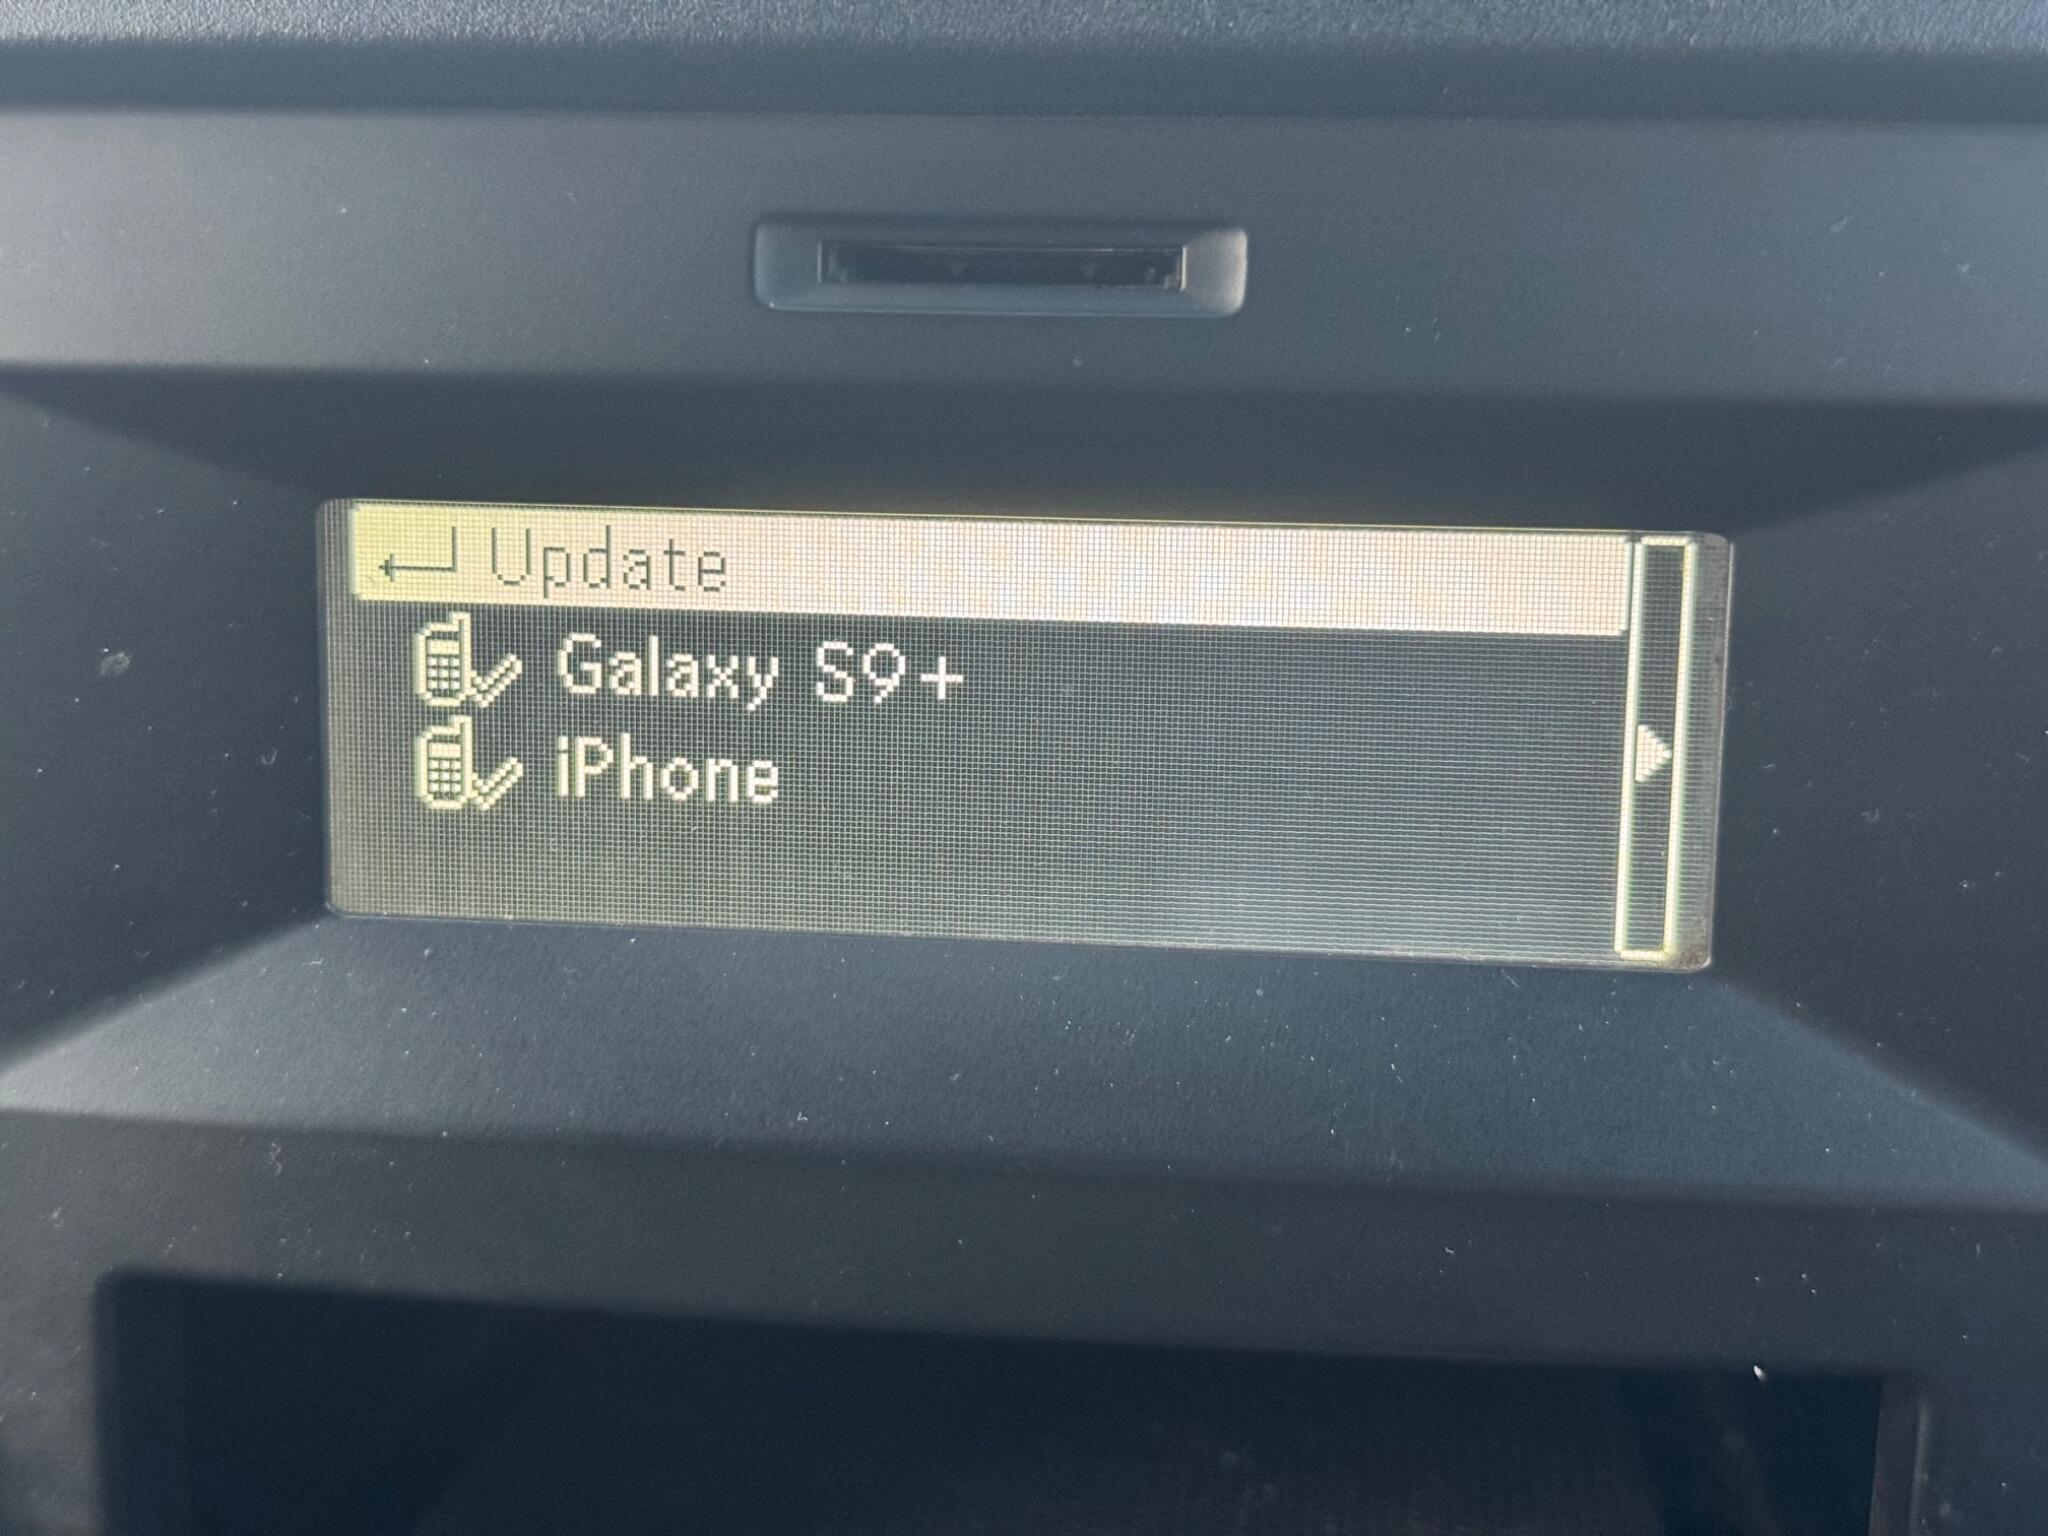 Update
Galaxy S9+
iPhone